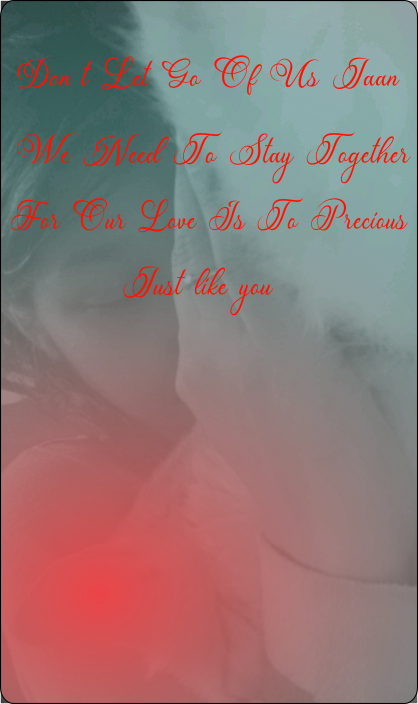 Don t Let Go Of Us Jaan
We Need To Stay Together
For Our Love Is To Precious
Just like you